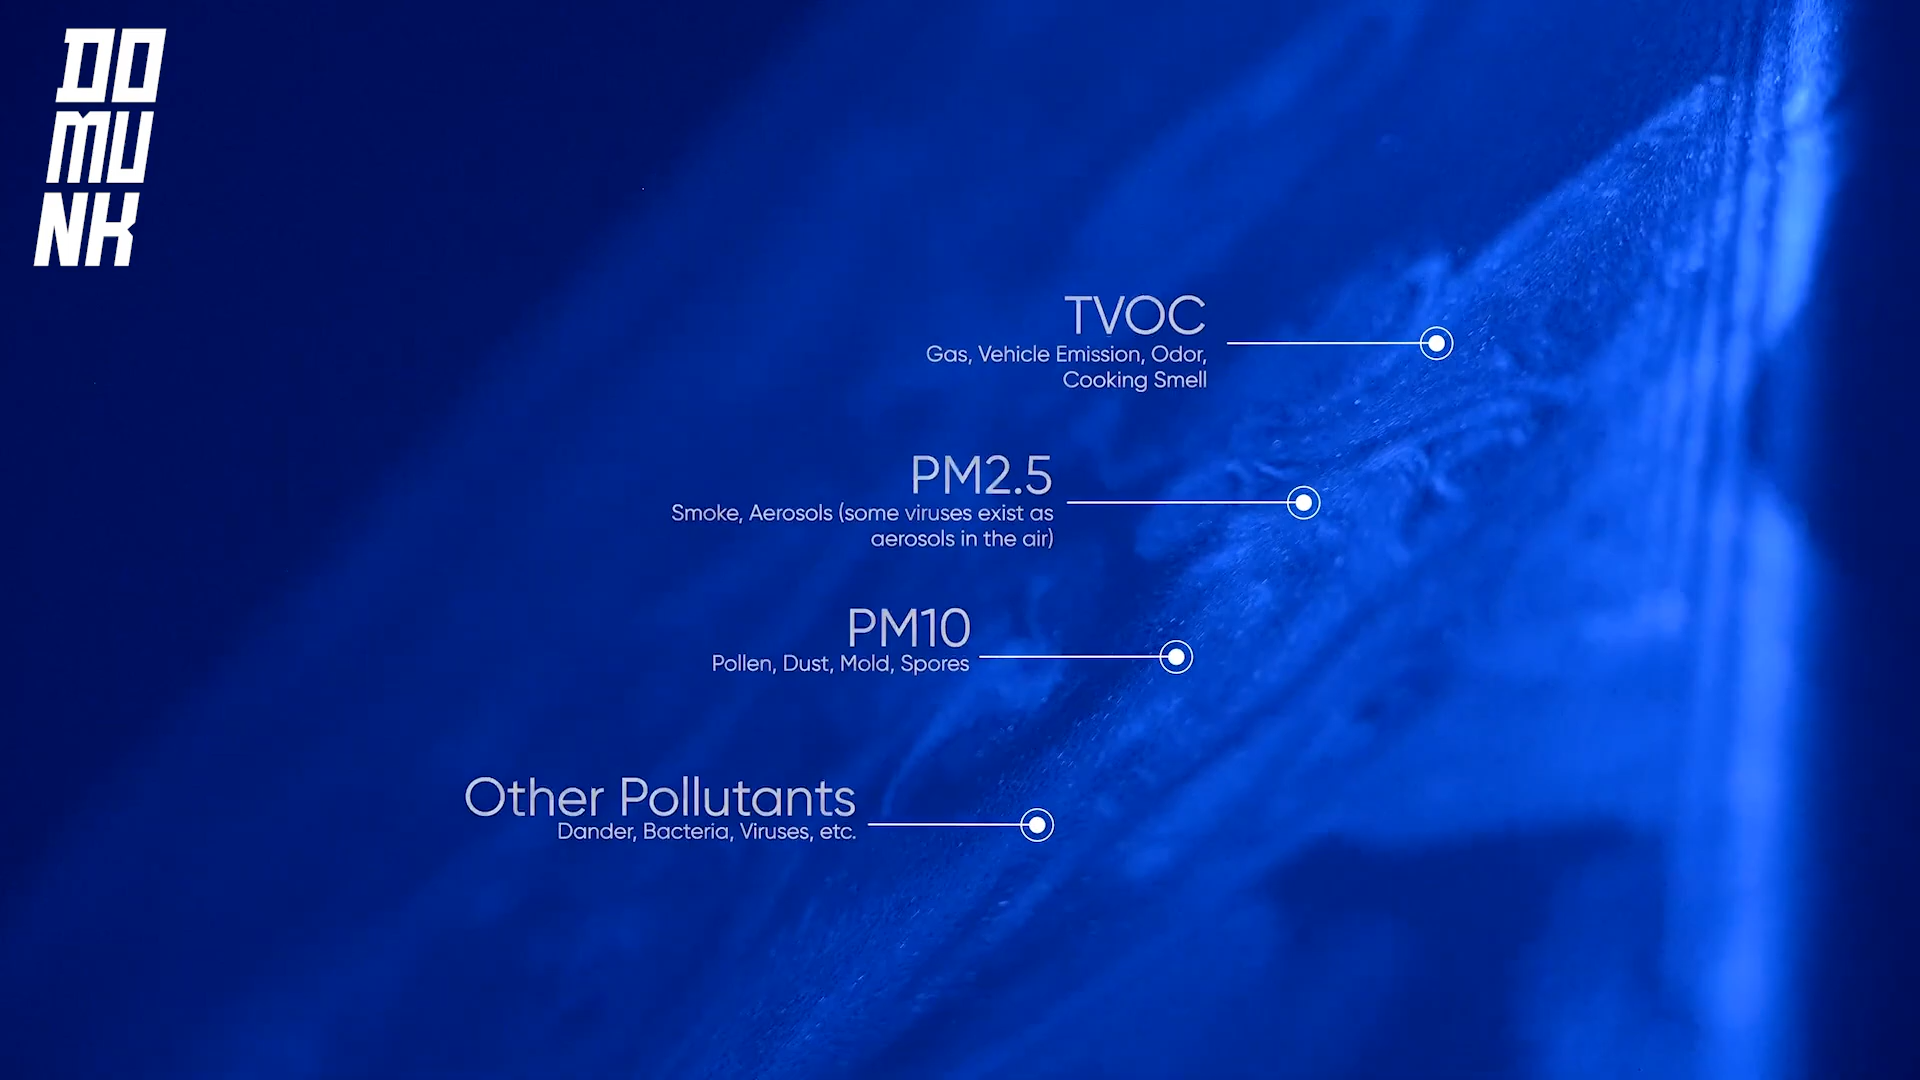 DO
MU
NK
TVOC
Gas, Vehicle Emission, Odor,
Cooking Smell
PM2.5
Smoke, Aerosols (some viruses exist as
aerosols in the air)
PM10
Pollen, Dust, Mold, Spores
Other Pollutants
Dander, Bacteria, Viruses, etc.